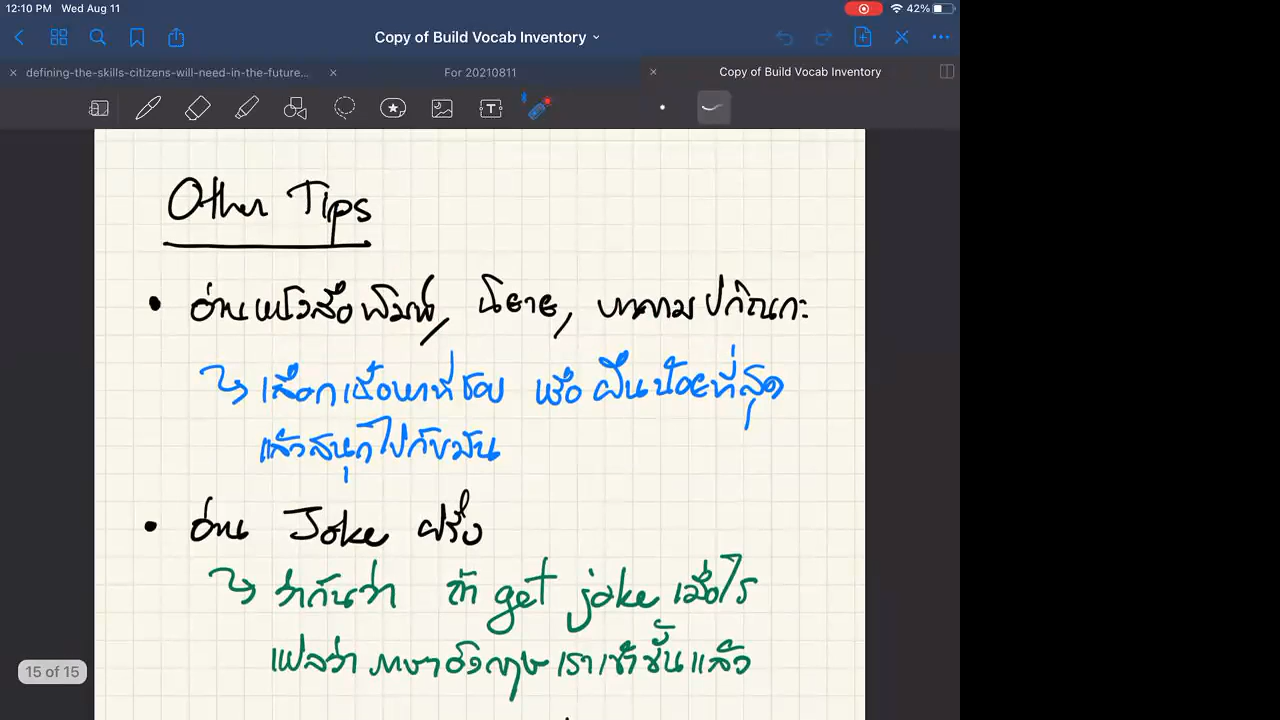 12:10 PM Wed Aug 11 42%
Copy of Build Vocab Inventory
defining-the-skills-citizens-will-need-in-the-future... For 20210811 Copy of Build Vocab Inventory
Other Tips
• อ่านหนังสือพิมพ์, นิยาย, บทความปกิณกะ
เลือกเนื้อหาที่ชอบ หรือ ฝืนน้อยที่สุด
แล้วสนุกไปกับมัน
• อ่าน Joke ฝรั่ง
ว่ากันว่า ถ้า get joke เมื่อไร
แปลว่า ภาษาอังกฤษ เราเข้าขั้นแล้ว
15 of 15